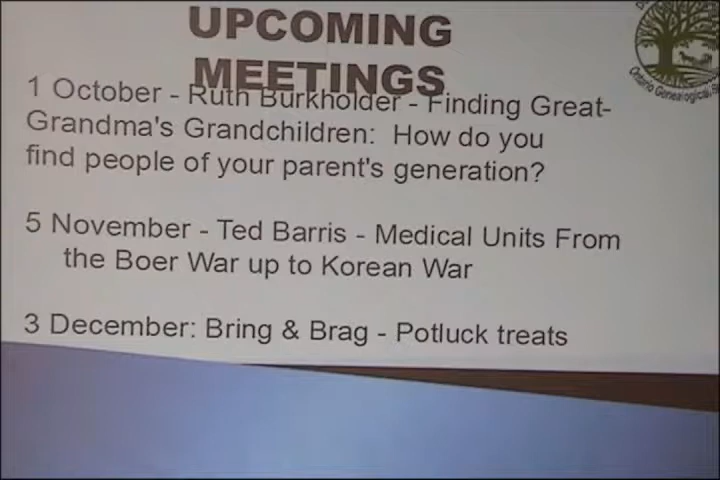 UPCOMING
MEETINGS
1 October - Ruth Burkholder - Finding Great-
Grandma's Grandchildren: How do you
find people of your parent's generation?
5 November - Ted Barris - Medical Units From
the Boer War up to Korean War
3 December: Bring & Brag - Potluck treats
Ontario Genealogical